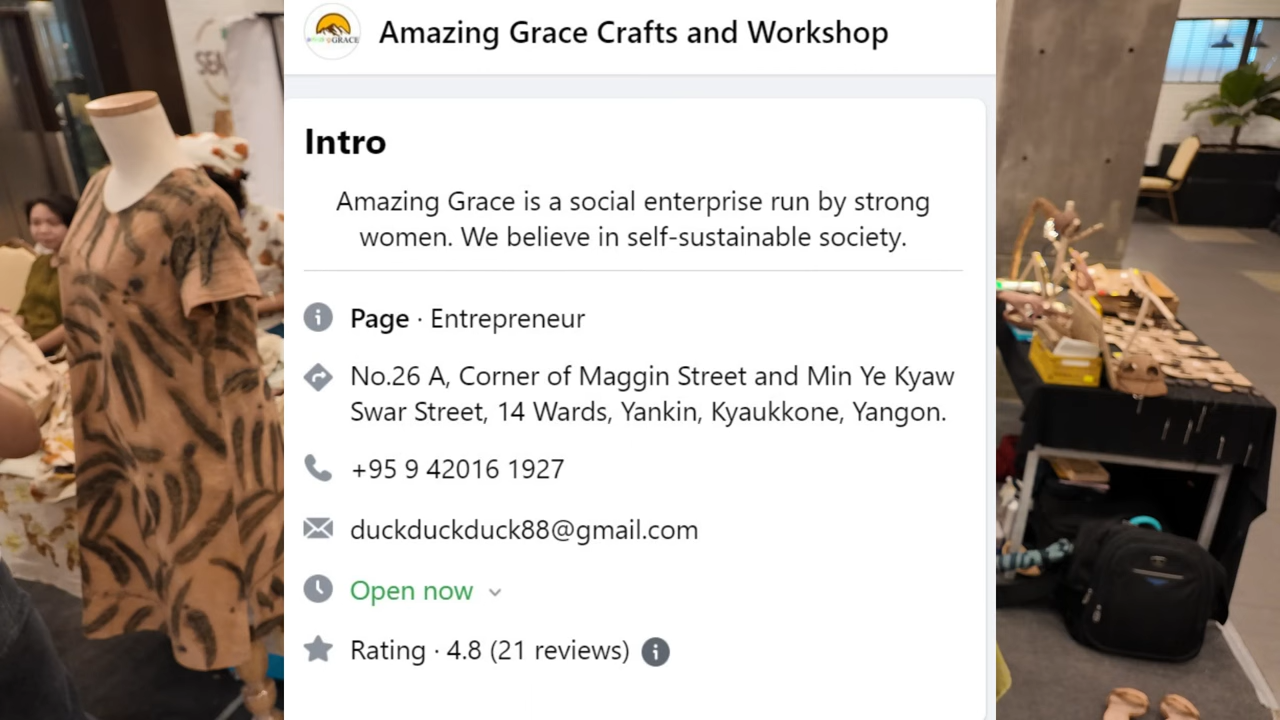 GRACE
Amazing Grace Crafts and Workshop
Intro
Amazing Grace is a social enterprise run by strong
women. We believe in self-sustainable society.
Page · Entrepreneur
No.26 A, Corner of Maggin Street and Min Ye Kyaw
Swar Street, 14 Wards, Yankin, Kyaukkone, Yangon.
+95 9 42016 1927
duckduckduck88@gmail.com
Open now
Rating · 4.8 (21 reviews)